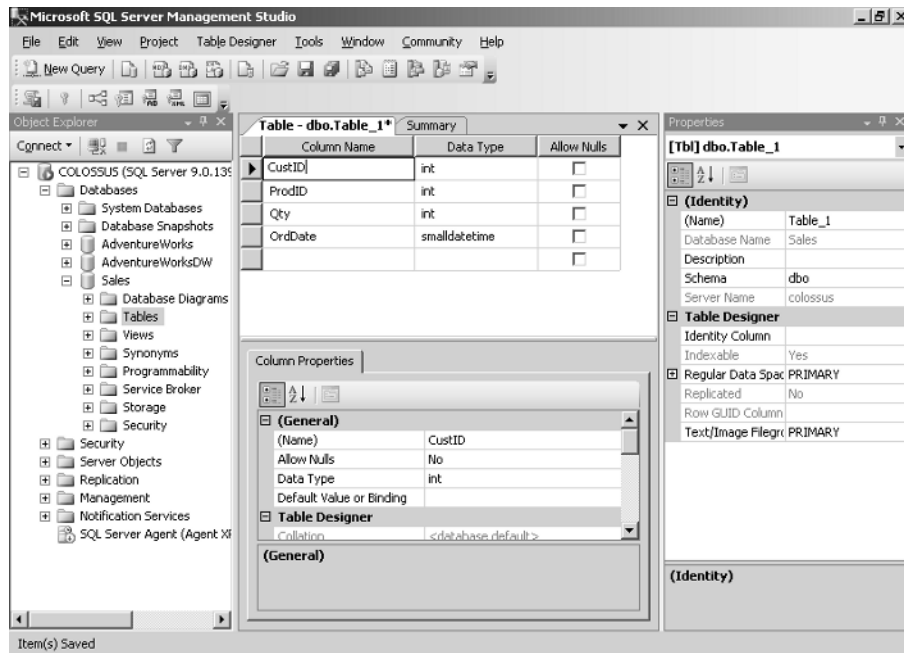 Microsoft SQL Server Management Studio
File Edit View Project Table Designer Tools Window Community Help
New Query
Object Explorer
Connect
COLOSSUS (SQL Server 9.0.139
Databases
System Databases
Database Snapshots
AdventureWorks
AdventureWorksDW
Sales
Database Diagrams
Tables
Views
Synonyms
Programmability
Service Broker
Storage
Security
Security
Server Objects
Replication
Management
Notification Services
SQL Server Agent (Agent XF
Table - dbo.Table_1* Summary
Column Name Data Type Allow Nulls
CustID int
ProdID int
Qty int
OrdDate smalldatetime
Column Properties
(General)
(Name) CustID
Allow Nulls No
Data Type int
Default Value or Binding
Table Designer
Collation <database default>
(General)
Properties
[Tbl] dbo.Table_1
(Identity)
(Name) Table_1
Database Name Sales
Description
Schema dbo
Server Name colossus
Table Designer
Identity Column
Indexable Yes
Regular Data Spac PRIMARY
Replicated No
Row GUID Column
Text/Image Filegro PRIMARY
(Identity)
Item(s) Saved